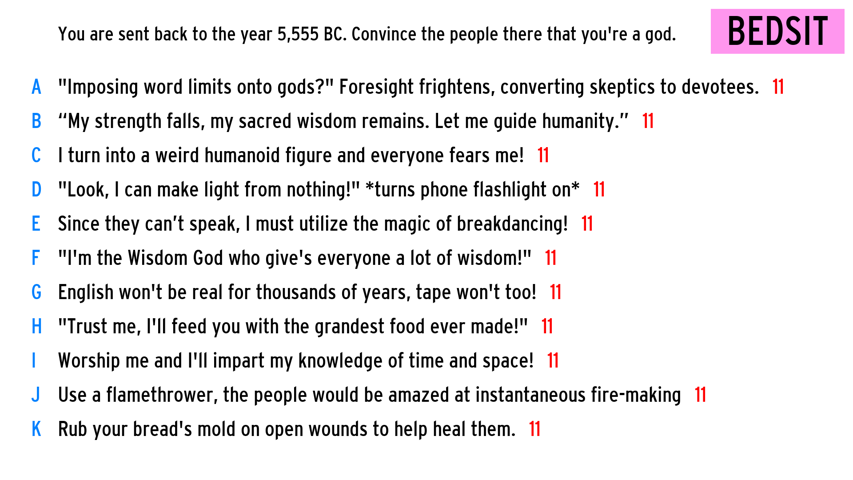 You are sent back to the year 5,555 BC. Convince the people there that you're a god.
BEDSIT
A "Imposing word limits onto gods?" Foresight frightens, converting skeptics to devotees. 11
B “My strength falls, my sacred wisdom remains. Let me guide humanity.” 11
C I turn into a weird humanoid figure and everyone fears me! 11
D "Look, I can make light from nothing!" *turns phone flashlight on* 11
E Since they can’t speak, I must utilize the magic of breakdancing! 11
F "I'm the Wisdom God who give's everyone a lot of wisdom!" 11
G English won't be real for thousands of years, tape won't too! 11
H "Trust me, I'll feed you with the grandest food ever made!" 11
I Worship me and I'll impart my knowledge of time and space! 11
J Use a flamethrower, the people would be amazed at instantaneous fire-making 11
K Rub your bread's mold on open wounds to help heal them. 11